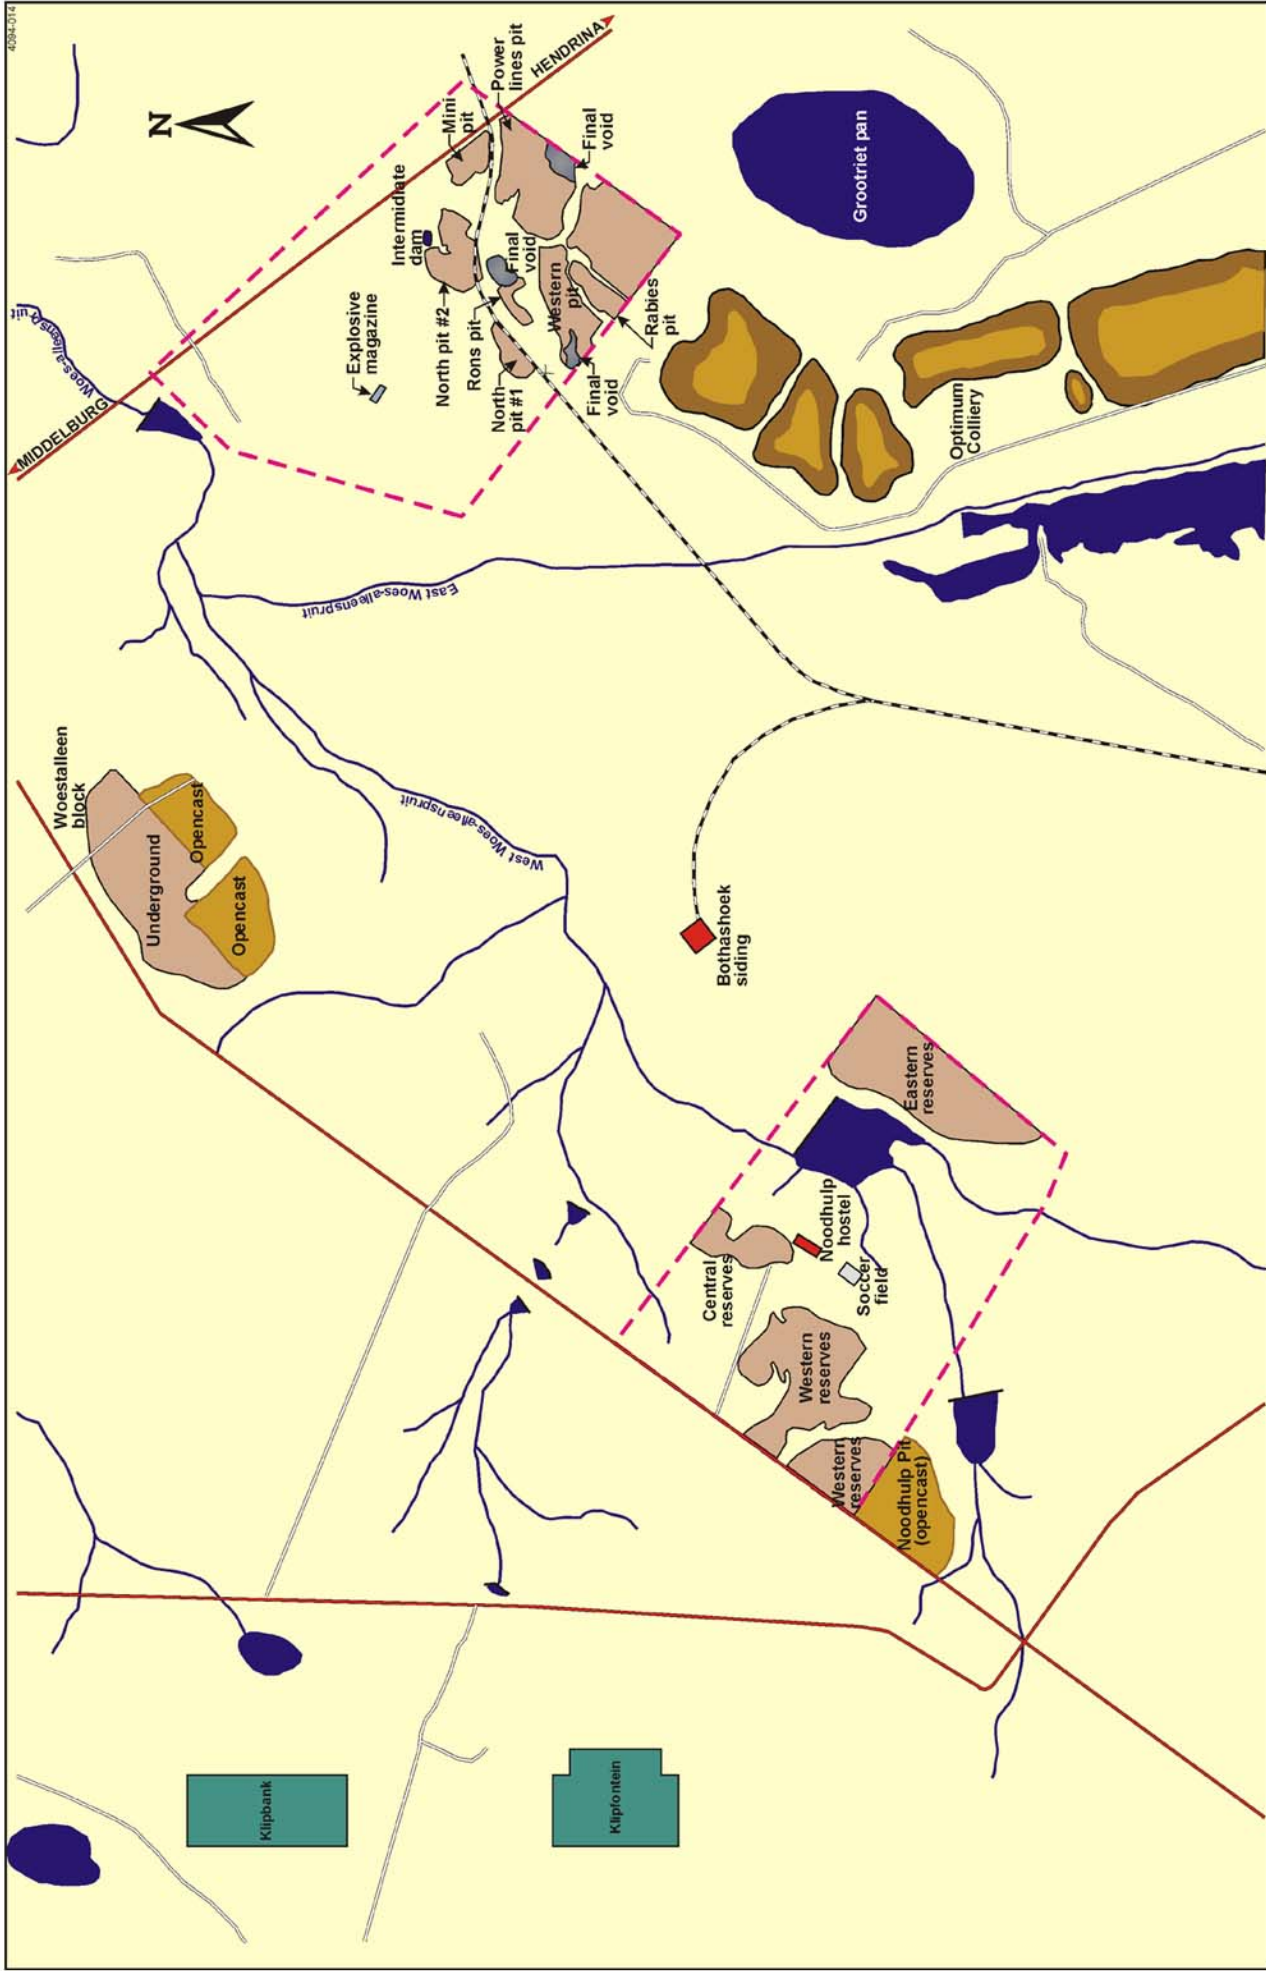 4094-014
Woes-alleenspruit
MIDDELBURG
N
HENDRINA
Explosive
magazine
Intermidiate
dam
Mini
pit
Power
lines pit
North pit #2
Rons pit
North
pit #1
Final
void
Western
pit
Final
void
Final
void
Rabies
pit
Grootriet pan
Optimum
Colliery
East Woes-alleenspruit
West Woes-alleenspruit
Woestalleen
block
Underground
Opencast
Opencast
Bothashoek
siding
Eastern
reserves
Central
reserves
Noodhulp
hostel
Soccer
field
Western
reserves
Western
reserves
Noodhulp Pit
(opencast)
Klipbank
Klipfontein